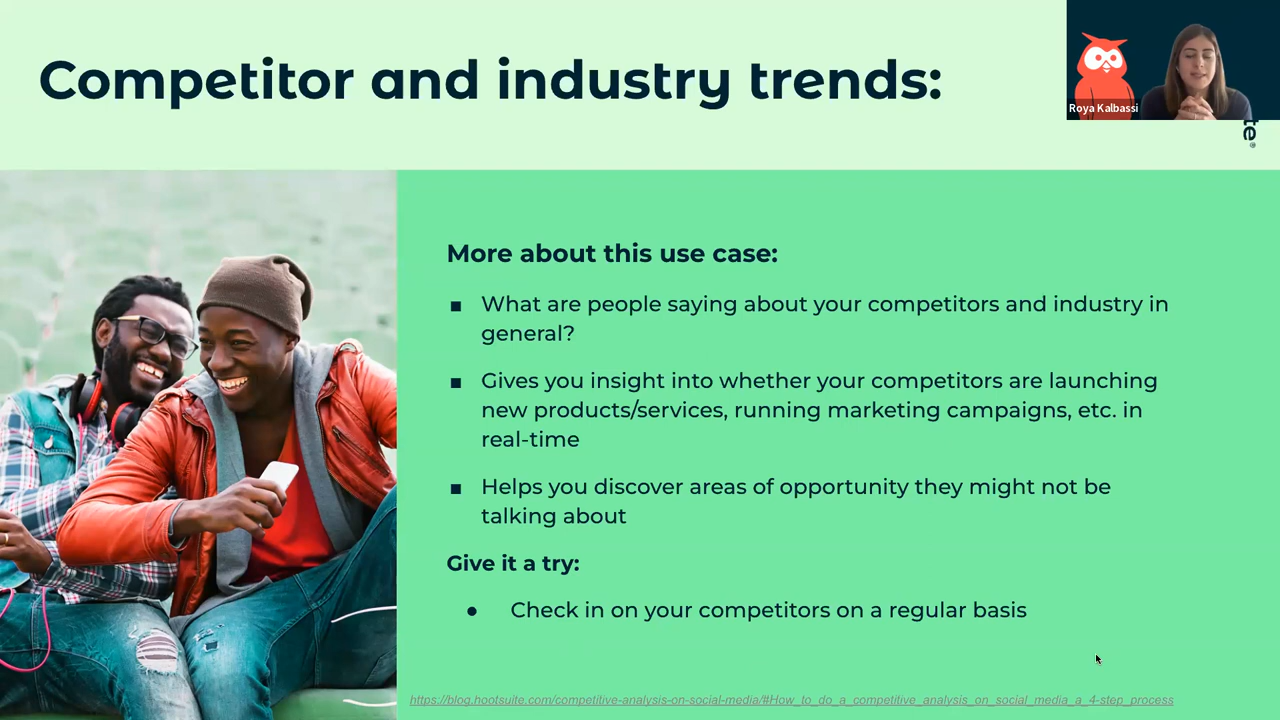 Competitor and industry trends:
Roya Kalbassi
te®
More about this use case:
▪ What are people saying about your competitors and industry in
general?
▪ Gives you insight into whether your competitors are launching
new products/services, running marketing campaigns, etc. in
real-time
▪ Helps you discover areas of opportunity they might not be
talking about
Give it a try:
● Check in on your competitors on a regular basis
https://blog.hootsuite.com/competitive-analysis-on-social-media/#How_to_do_a_competitive_analysis_on_social_media_a_4-step_process